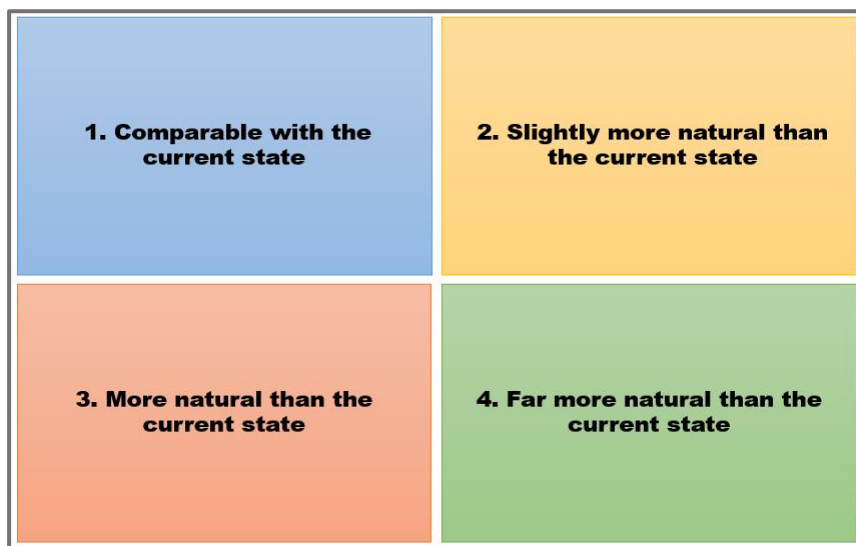 1. Comparable with the
current state
2. Slightly more natural than
the current state
3. More natural than the
current state
4. Far more natural than the
current state